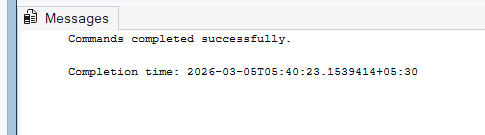 Messages
Commands completed successfully.
Completion time: 2026-03-05T05:40:23.1539414+05:30